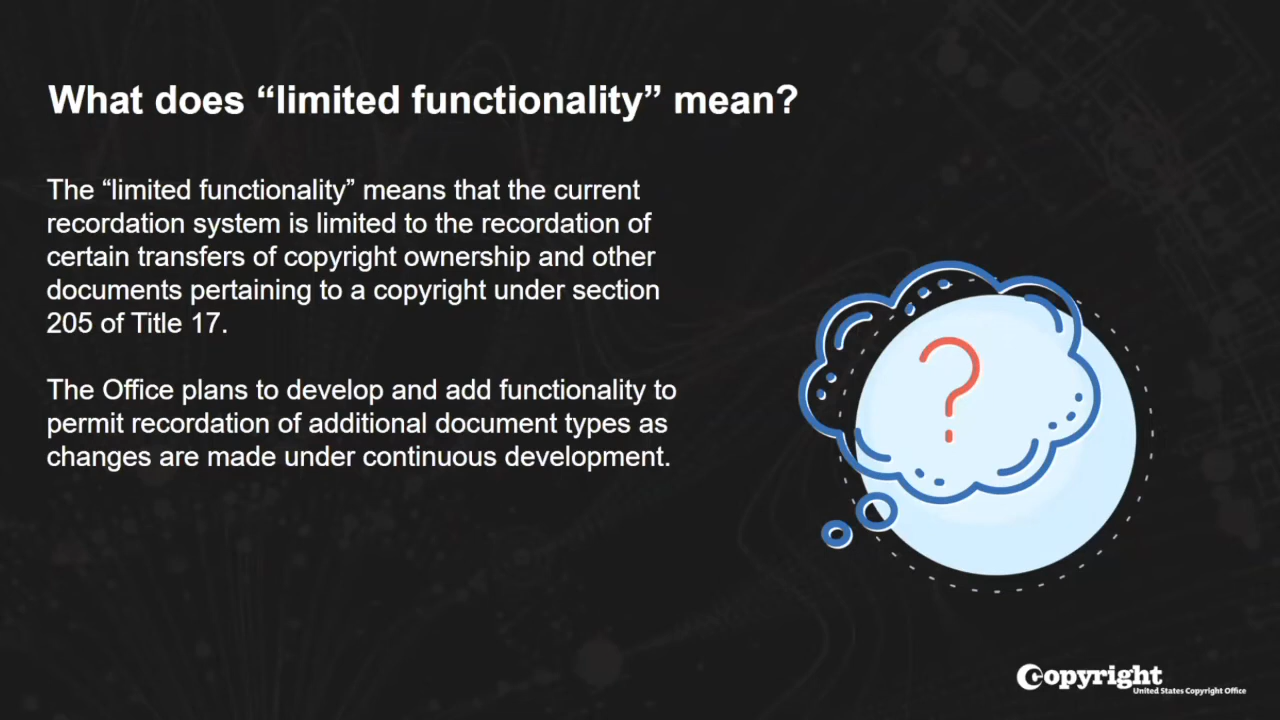 What does “limited functionality” mean?
The “limited functionality” means that the current
recordation system is limited to the recordation of
certain transfers of copyright ownership and other
documents pertaining to a copyright under section
205 of Title 17.
The Office plans to develop and add functionality to
permit recordation of additional document types as
changes are made under continuous development.
?
Copyright
United States Copyright Office